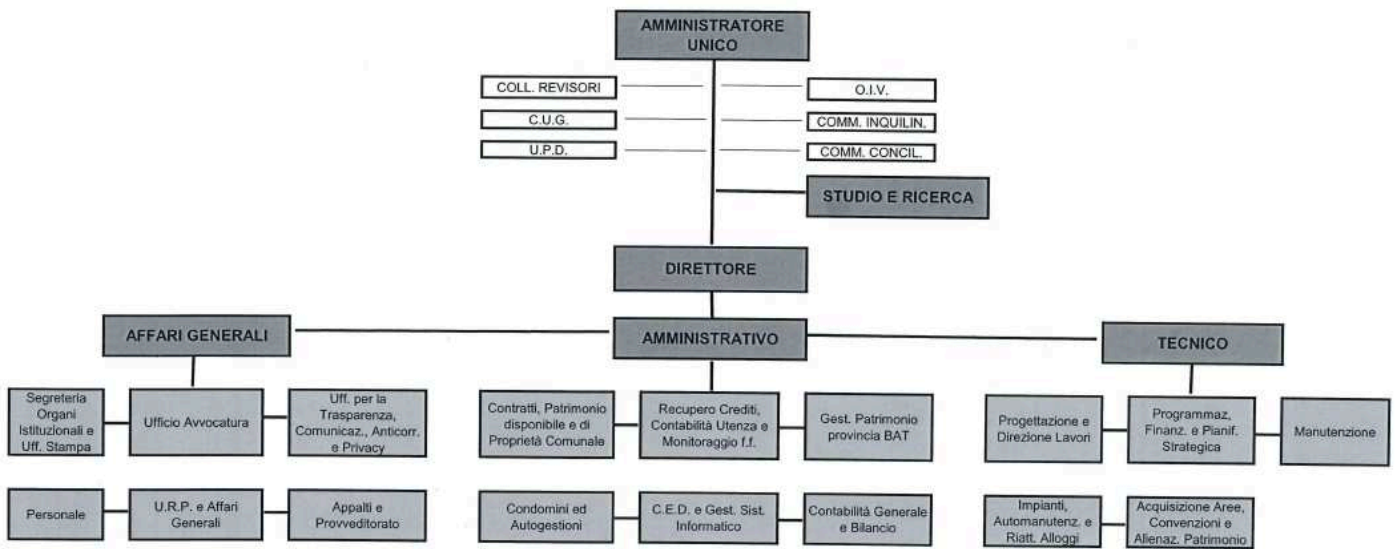 AMMINISTRATORE
UNICO
COLL. REVISORI
O.I.V.
C.U.G.
COMM. INQUILIN.
U.P.D.
COMM. CONCIL.
STUDIO E RICERCA
DIRETTORE
AFFARI GENERALI
AMMINISTRATIVO
TECNICO
Segreteria
Organi
Istituzionali e
Uff. Stampa
Ufficio Avvocatura
Uff. per la
Trasparenza,
Comunicaz., Anticorr.
e Privacy
Contratti, Patrimonio
disponibile e di
Proprietà Comunale
Recupero Crediti,
Contabilità Utenza e
Monitoraggio f.f.
Gest. Patrimonio
provincia BAT
Progettazione e
Direzione Lavori
Programmaz,
Finanz. e Pianif.
Strategica
Manutenzione
Personale
U.R.P. e Affari
Generali
Appalti e
Provveditorato
Condomini ed
Autogestioni
C.E.D. e Gest. Sist.
Informatico
Contabilità Generale
e Bilancio
Impianti,
Automanutenz. e
Riatt. Alloggi
Acquisizione Aree,
Convenzioni e
Alienaz. Patrimonio